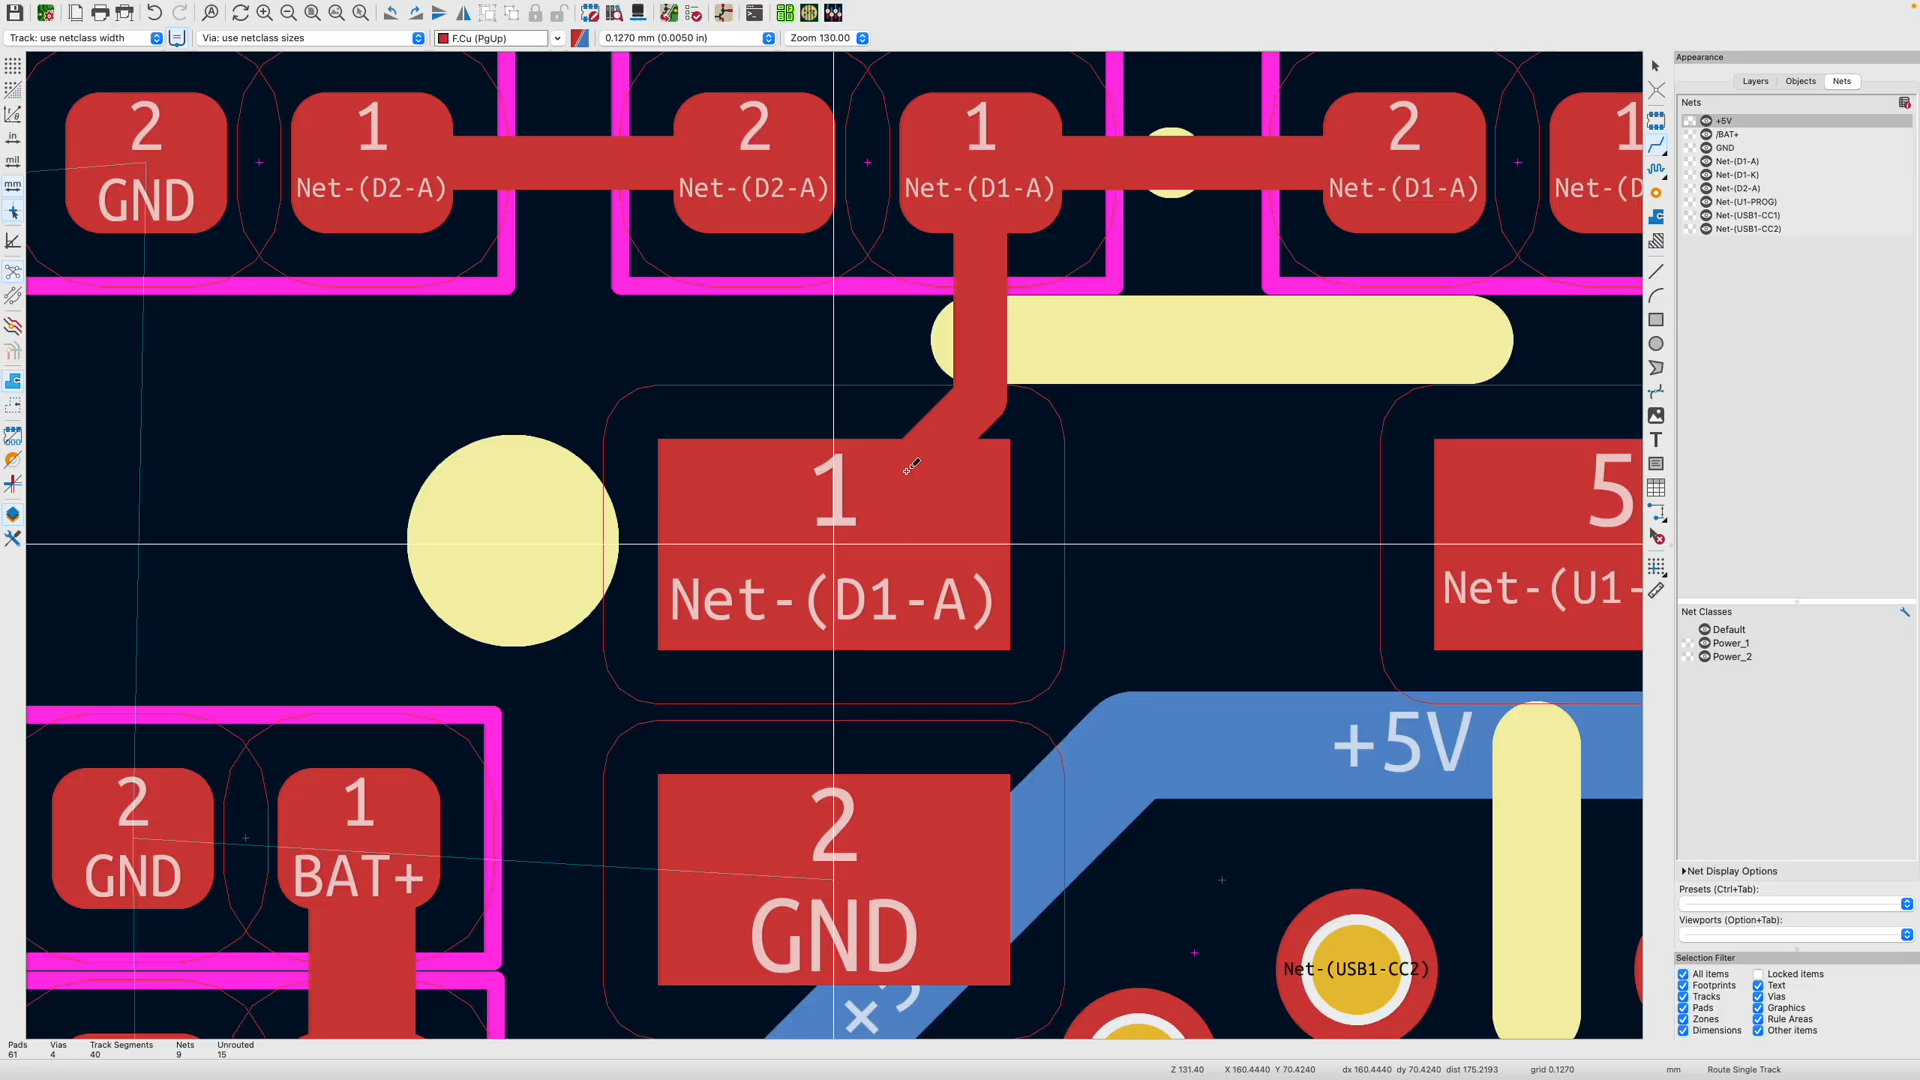 Track: use netclass width
Via: use netclass sizes
F.Cu (PgUp)
0.1270 mm (0.0050 in)
Zoom 130.00
Appearance
Layers
Objects
Nets
Nets
+5V
/BAT+
GND
Net-(D1-A)
Net-(D1-K)
Net-(D2-A)
Net-(U1-PROG)
Net-(USB1-CC1)
Net-(USB1-CC2)
Net Classes
Default
Power_1
Power_2
Net Display Options
Presets (Ctrl+Tab):
Viewports (Option+Tab):
Selection Filter
All items
Locked items
Footprints
Text
Tracks
Vias
Pads
Graphics
Zones
Rule Areas
Dimensions
Other items
in
mil
mm
2
GND
1
Net-(D2-A)
2
Net-(D2-A)
1
Net-(D1-A)
2
Net-(D1-A)
1
Net-(D
1
Net-(D1-A)
5
Net-(U1-
+5V
2
GND
1
BAT+
2
GND
Net-(USB1-CC2)
Pads
61
Vias
4
Track Segments
40
Nets
9
Unrouted
15
Z 131.40
X 160.4440 Y 70.4240
dx 160.4440 dy 70.4240 dist 175.2193
grid 0.1270
mm
Route Single Track